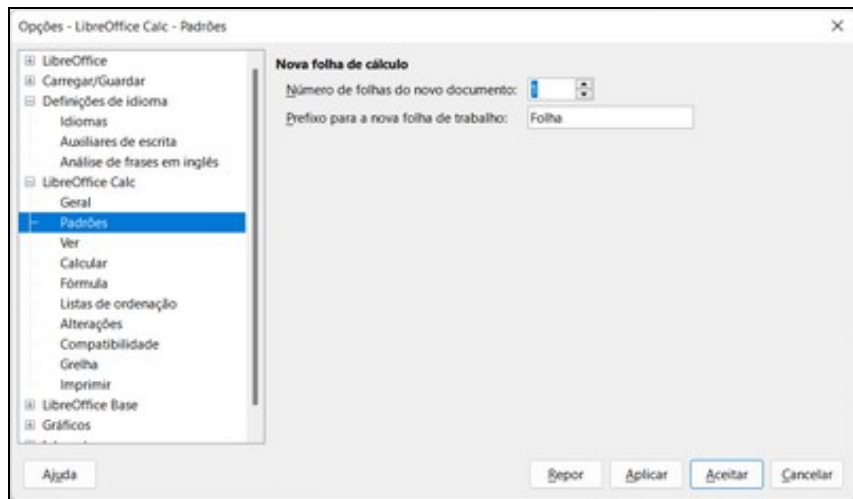 Opções - LibreOffice Calc - Padrões
LibreOffice
Carregar/Guardar
Definições de idioma
Idiomas
Auxiliares de escrita
Análise de frases em inglês
LibreOffice Calc
Geral
Padrões
Ver
Calcular
Fórmula
Listas de ordenação
Alterações
Compatibilidade
Grelha
Imprimir
LibreOffice Base
Gráficos
Nova folha de cálculo
Número de folhas do novo documento: 1
Prefixo para a nova folha de trabalho: Folha
Ajuda
Repor Aplicar Aceitar Cancelar